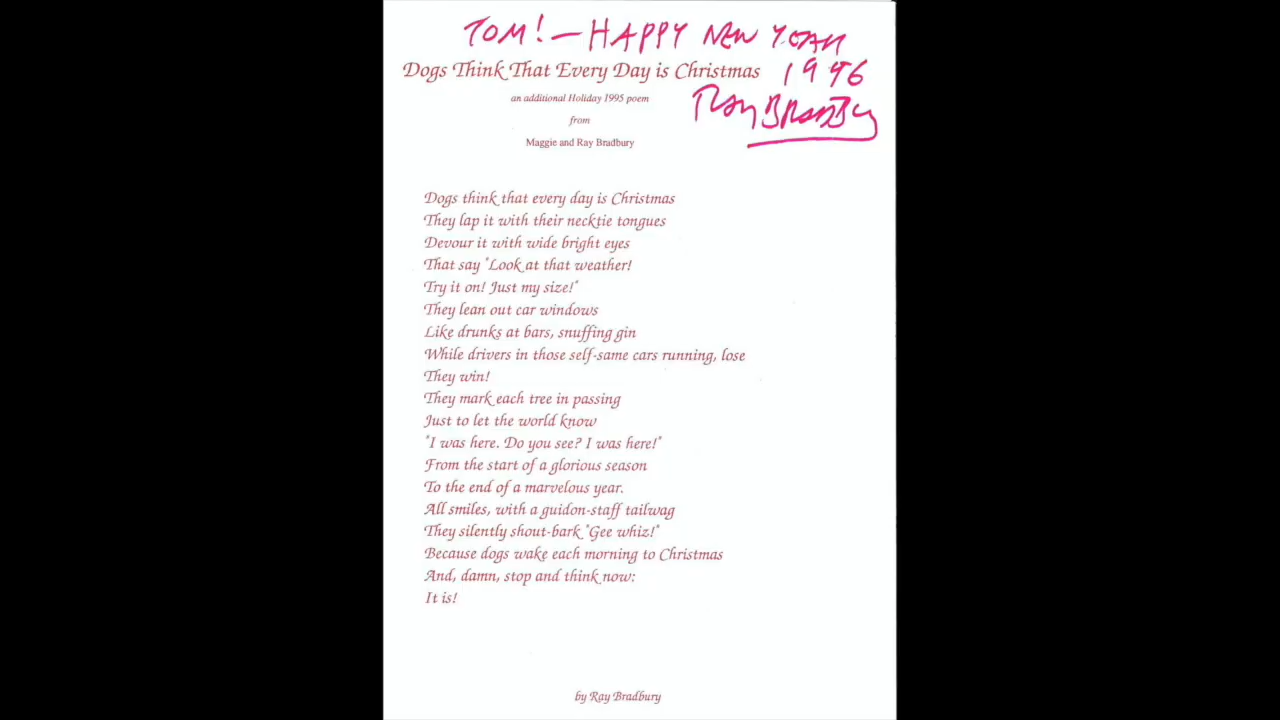 TOM! — HAPPY NEW YEAR
Dogs Think That Every Day is Christmas
1996
an additional Holiday 1995 poem
from
Maggie and Ray Bradbury
RAY BRADBURY
Dogs think that every day is Christmas
They lap it with their necktie tongues
Devour it with wide bright eyes
That say "Look at that weather!
Try it on! Just my size!"
They lean out car windows
Like drunks at bars, snuffing gin
While drivers in those self-same cars running, lose
They win!
They mark each tree in passing
Just to let the world know
"I was here. Do you see? I was here!"
From the start of a glorious season
To the end of a marvelous year.
All smiles, with a guidon-staff tailwag
They silently shout-bark "Gee whiz!"
Because dogs wake each morning to Christmas
And, damn, stop and think now:
It is!
by Ray Bradbury